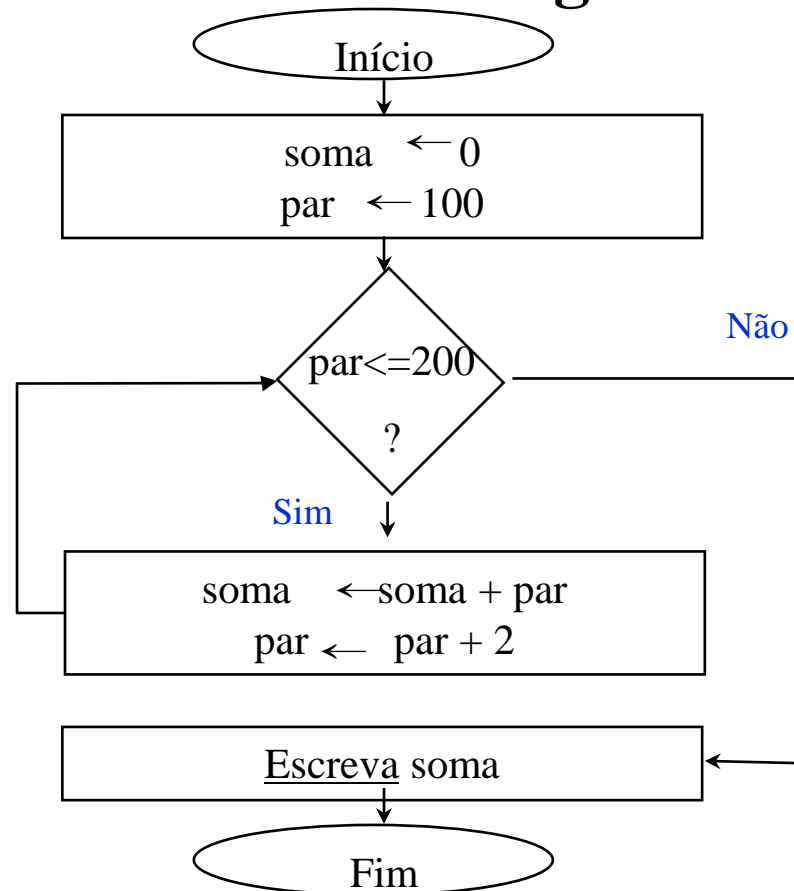 Início
soma ← 0
par ← 100
Não
par<=200
?
Sim
soma ←soma + par
par ← par + 2
Escreva soma
Fim